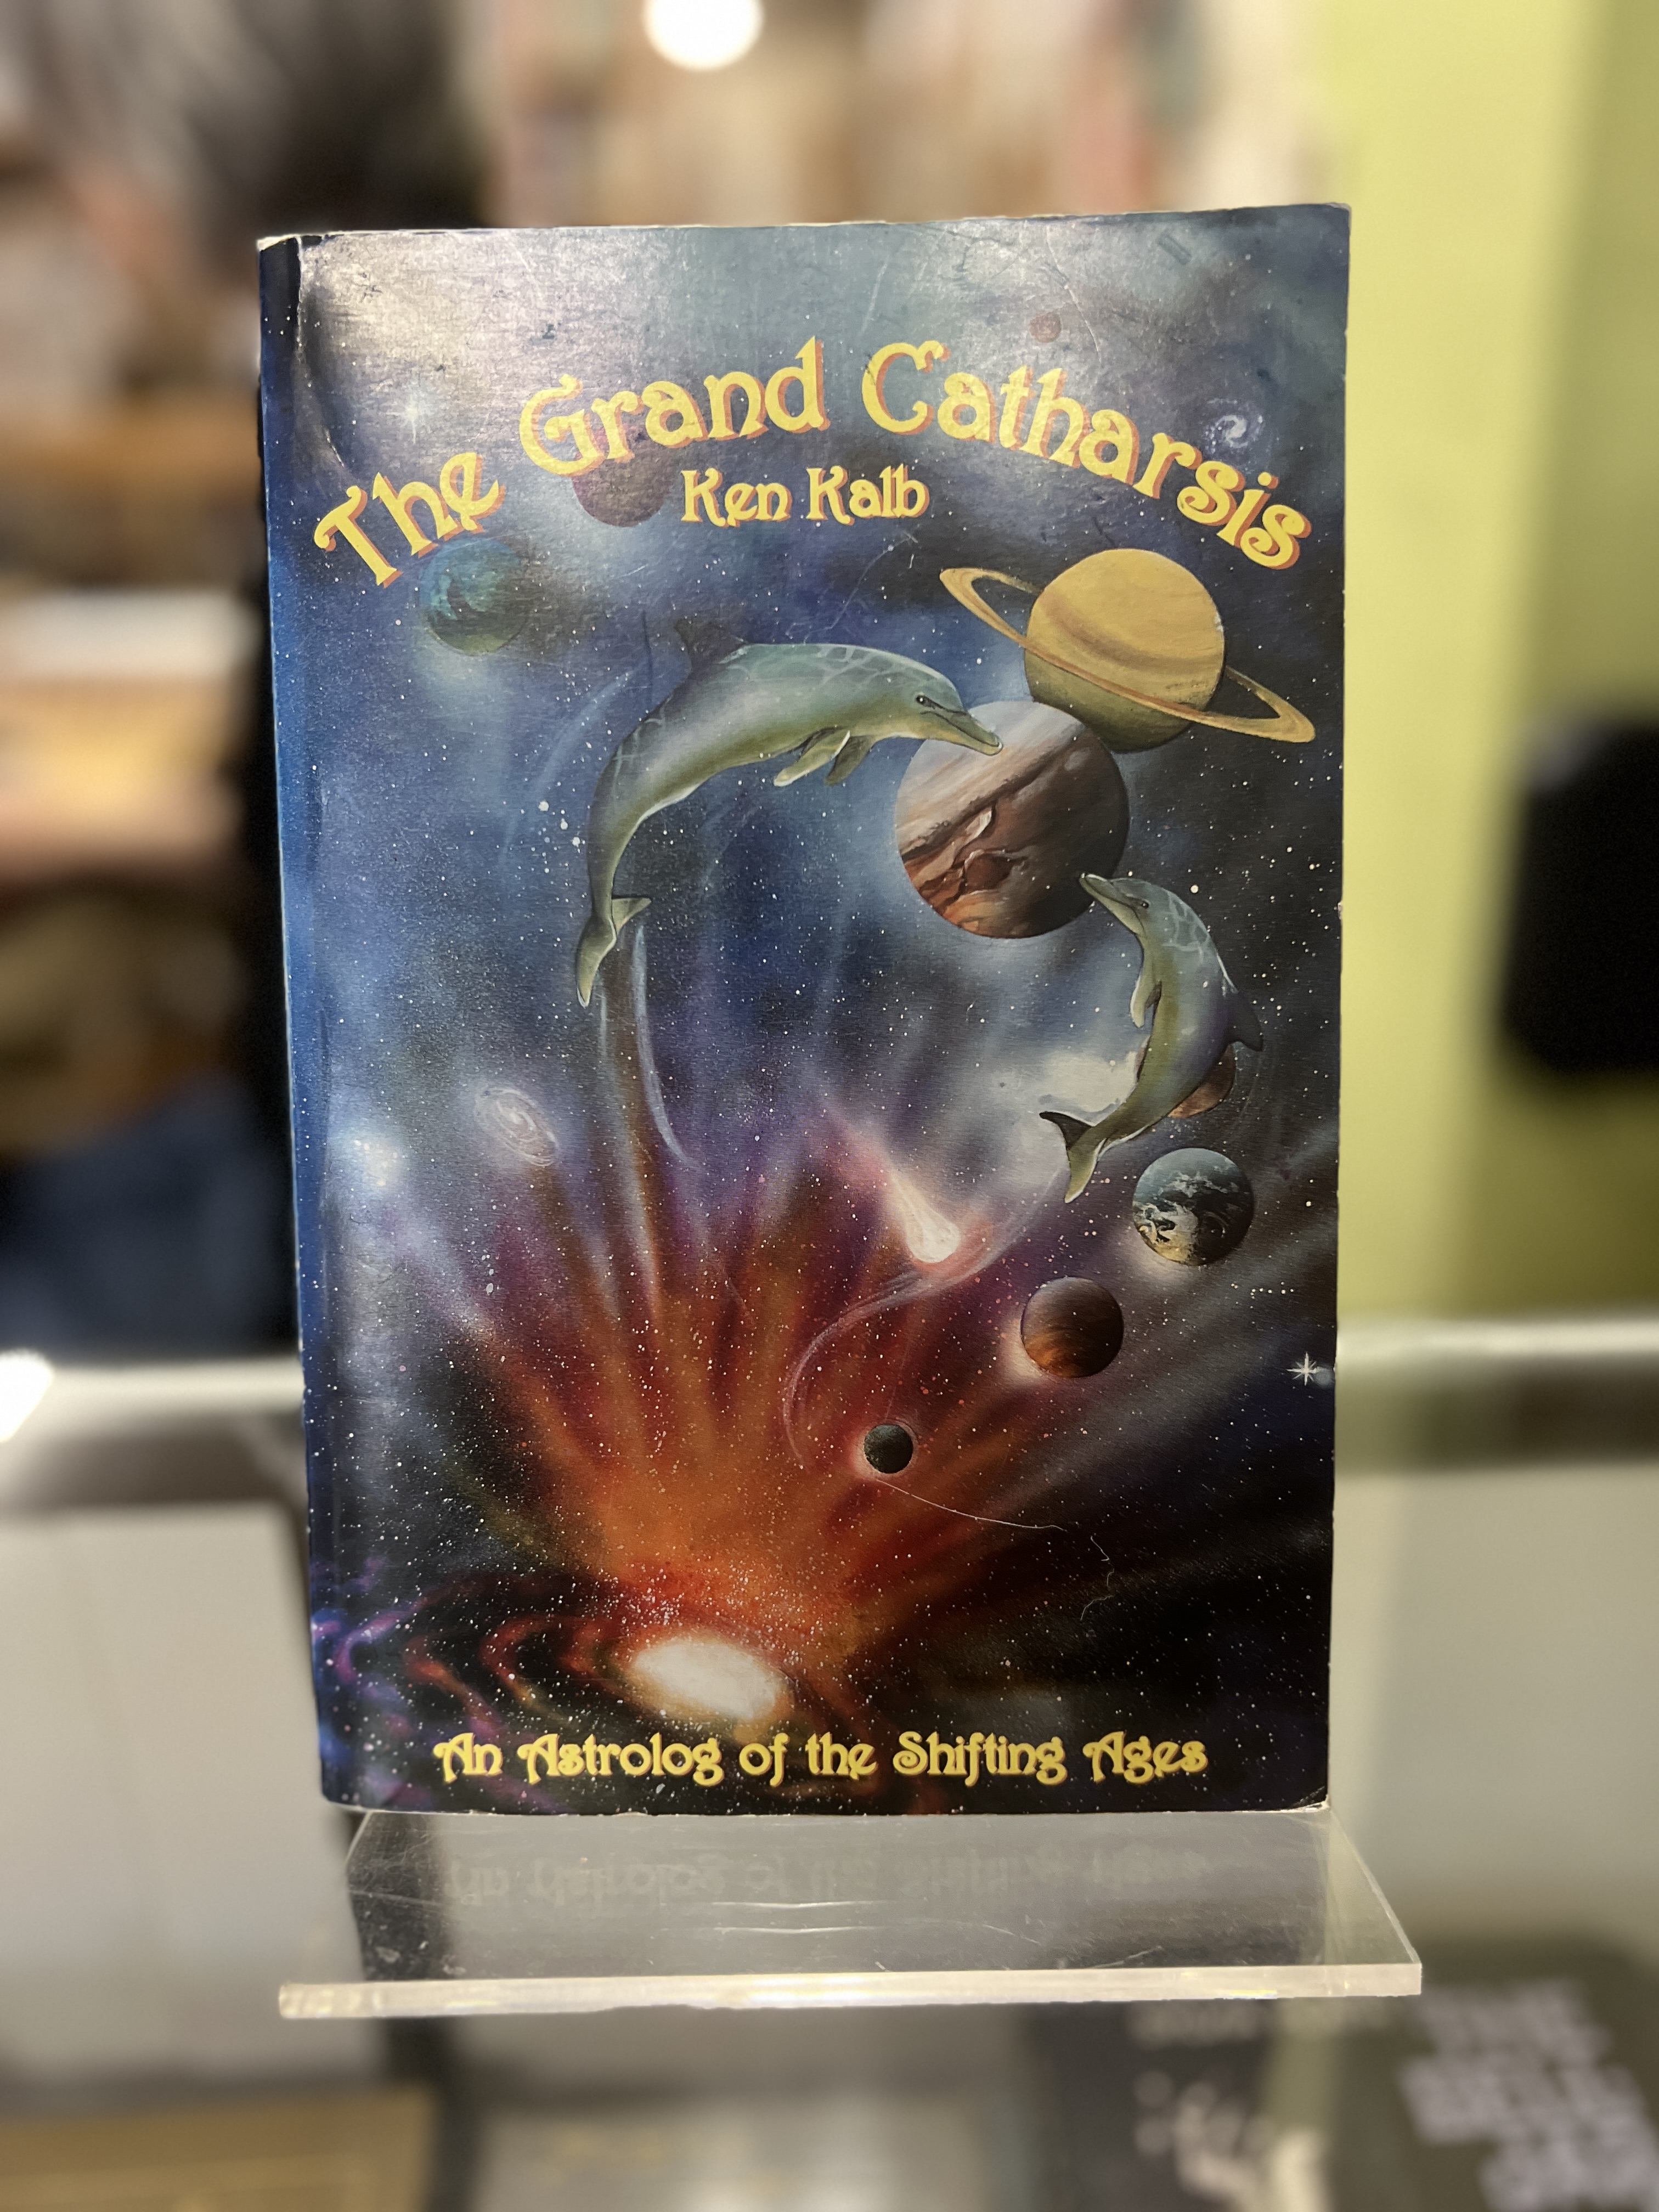 The Grand Catharsis
Ken Kalb
An Astrolog of the Shifting Ages